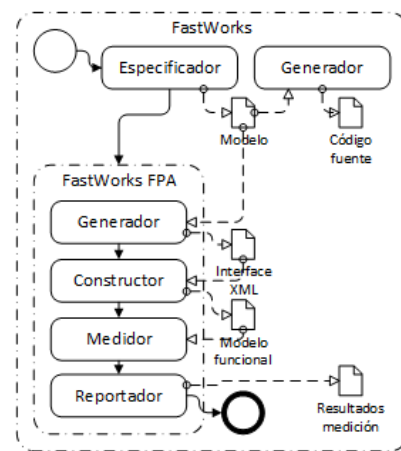 FastWorks
Especificador
Generador
Modelo
Código
fuente
FastWorks FPA
Generador
Interface
XML
Constructor
Modelo
funcional
Medidor
Reportador
Resultados
medición